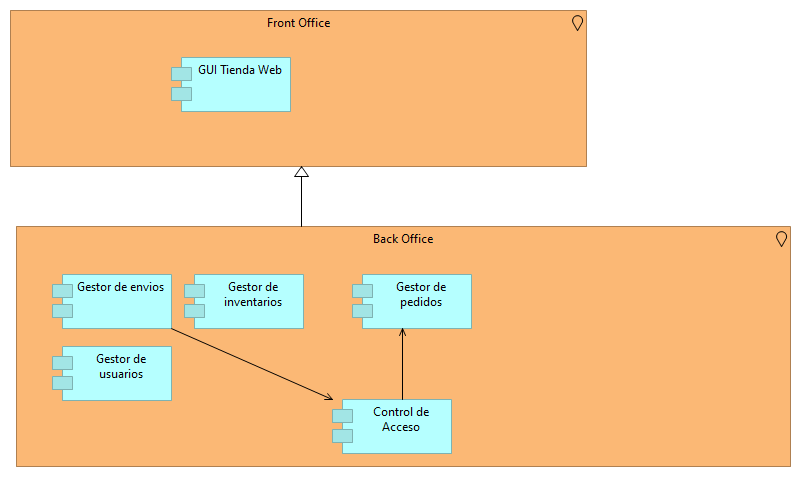 Front Office
GUI Tienda Web
Back Office
Gestor de envios
Gestor de
inventarios
Gestor de
pedidos
Gestor de
usuarios
Control de
Acceso